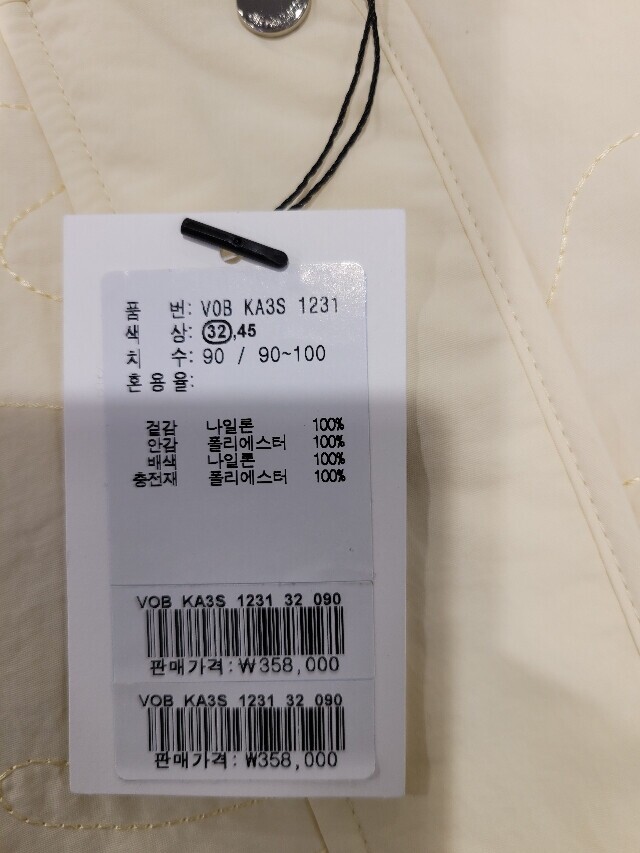 품 번: VOB KA3S 1231
색 상: 32,45
치 수: 90 / 90~100
혼 용 율:
겉감 나일론 100%
안감 폴리에스터 100%
배색 나일론 100%
충전재 폴리에스터 100%
VOB KA3S 1231 32 090
판매가격:₩358,000
VOB KA3S 1231 32 090
판매가격:₩358,000